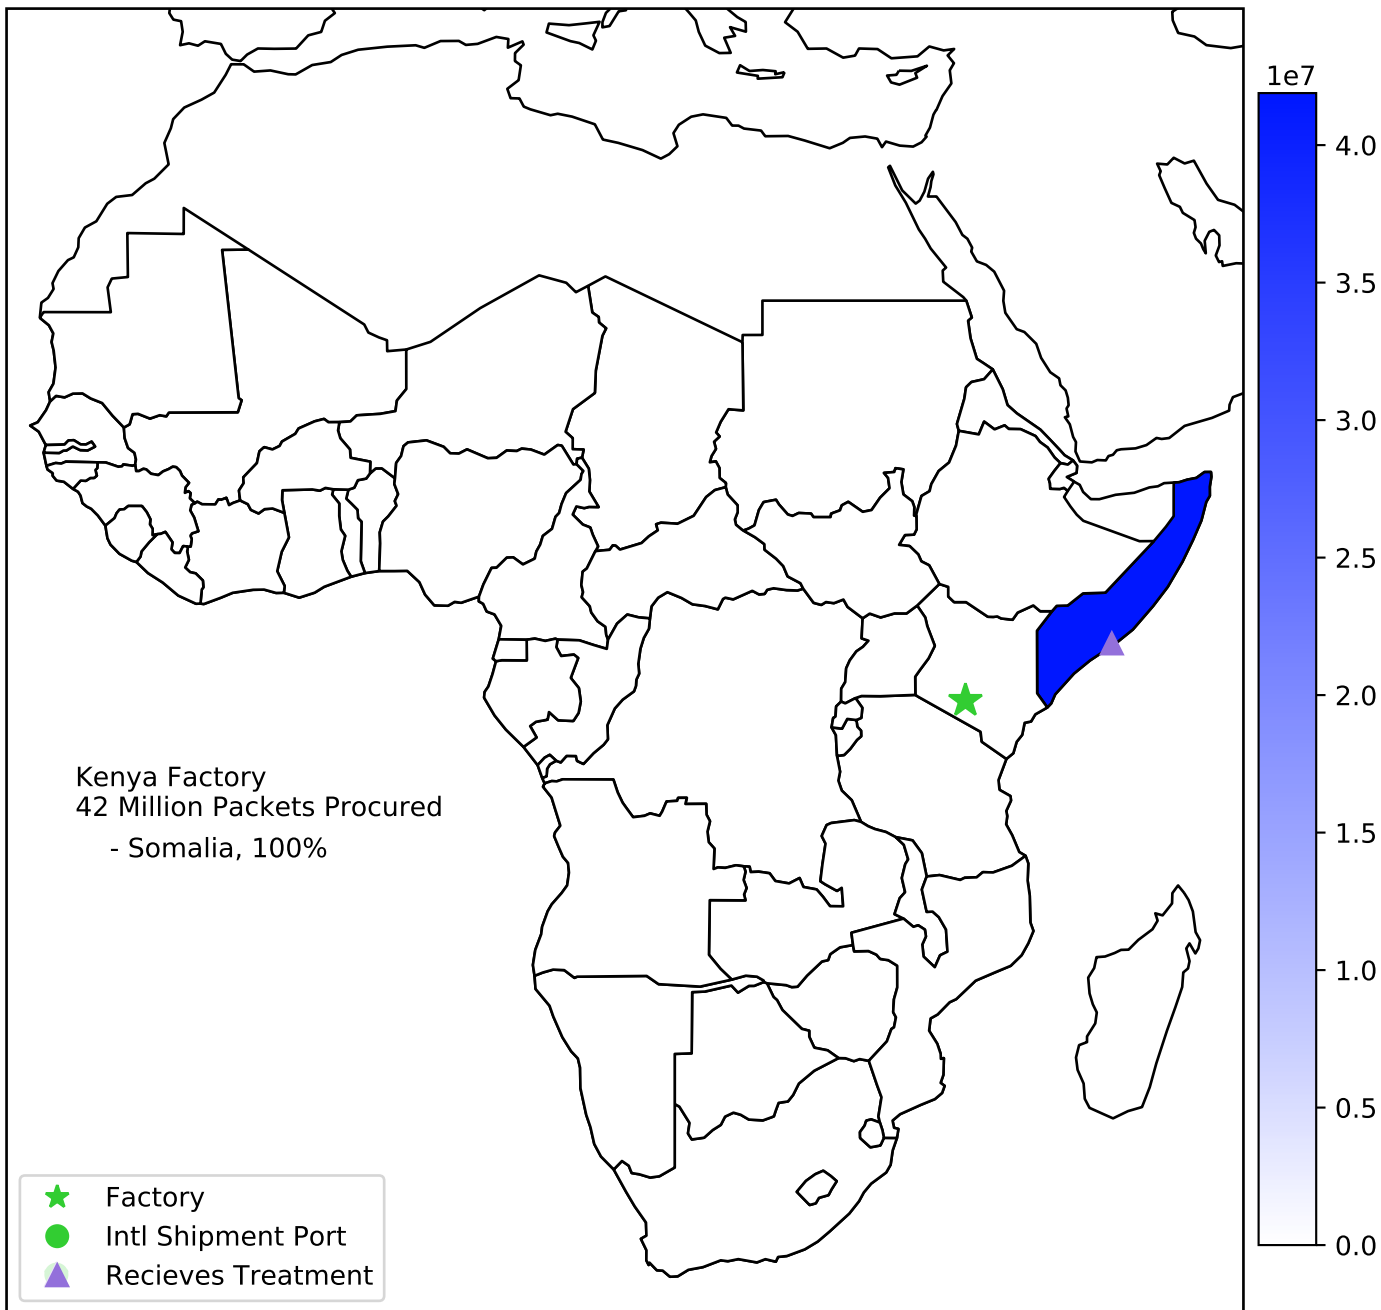 1e7
4.0
3.5
3.0
2.5
2.0
1.5
1.0
0.5
0.0
Kenya Factory
42 Million Packets Procured
- Somalia, 100%
Factory
Intl Shipment Port
Recieves Treatment